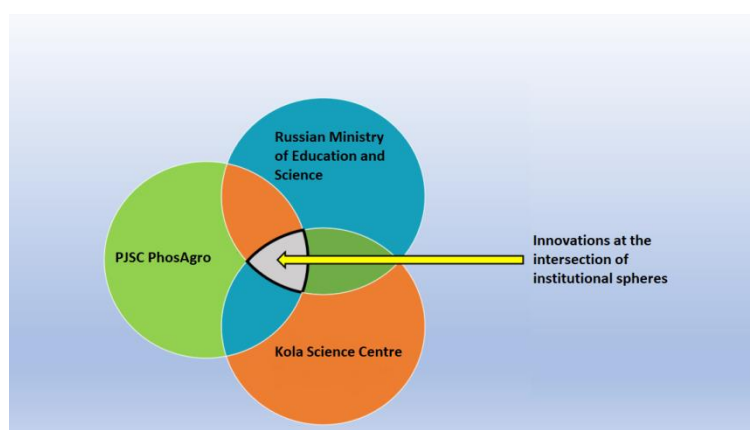 Russian Ministry
of Education and
Science
PJSC PhosAgro
Innovations at the
intersection of
institutional spheres
Kola Science Centre